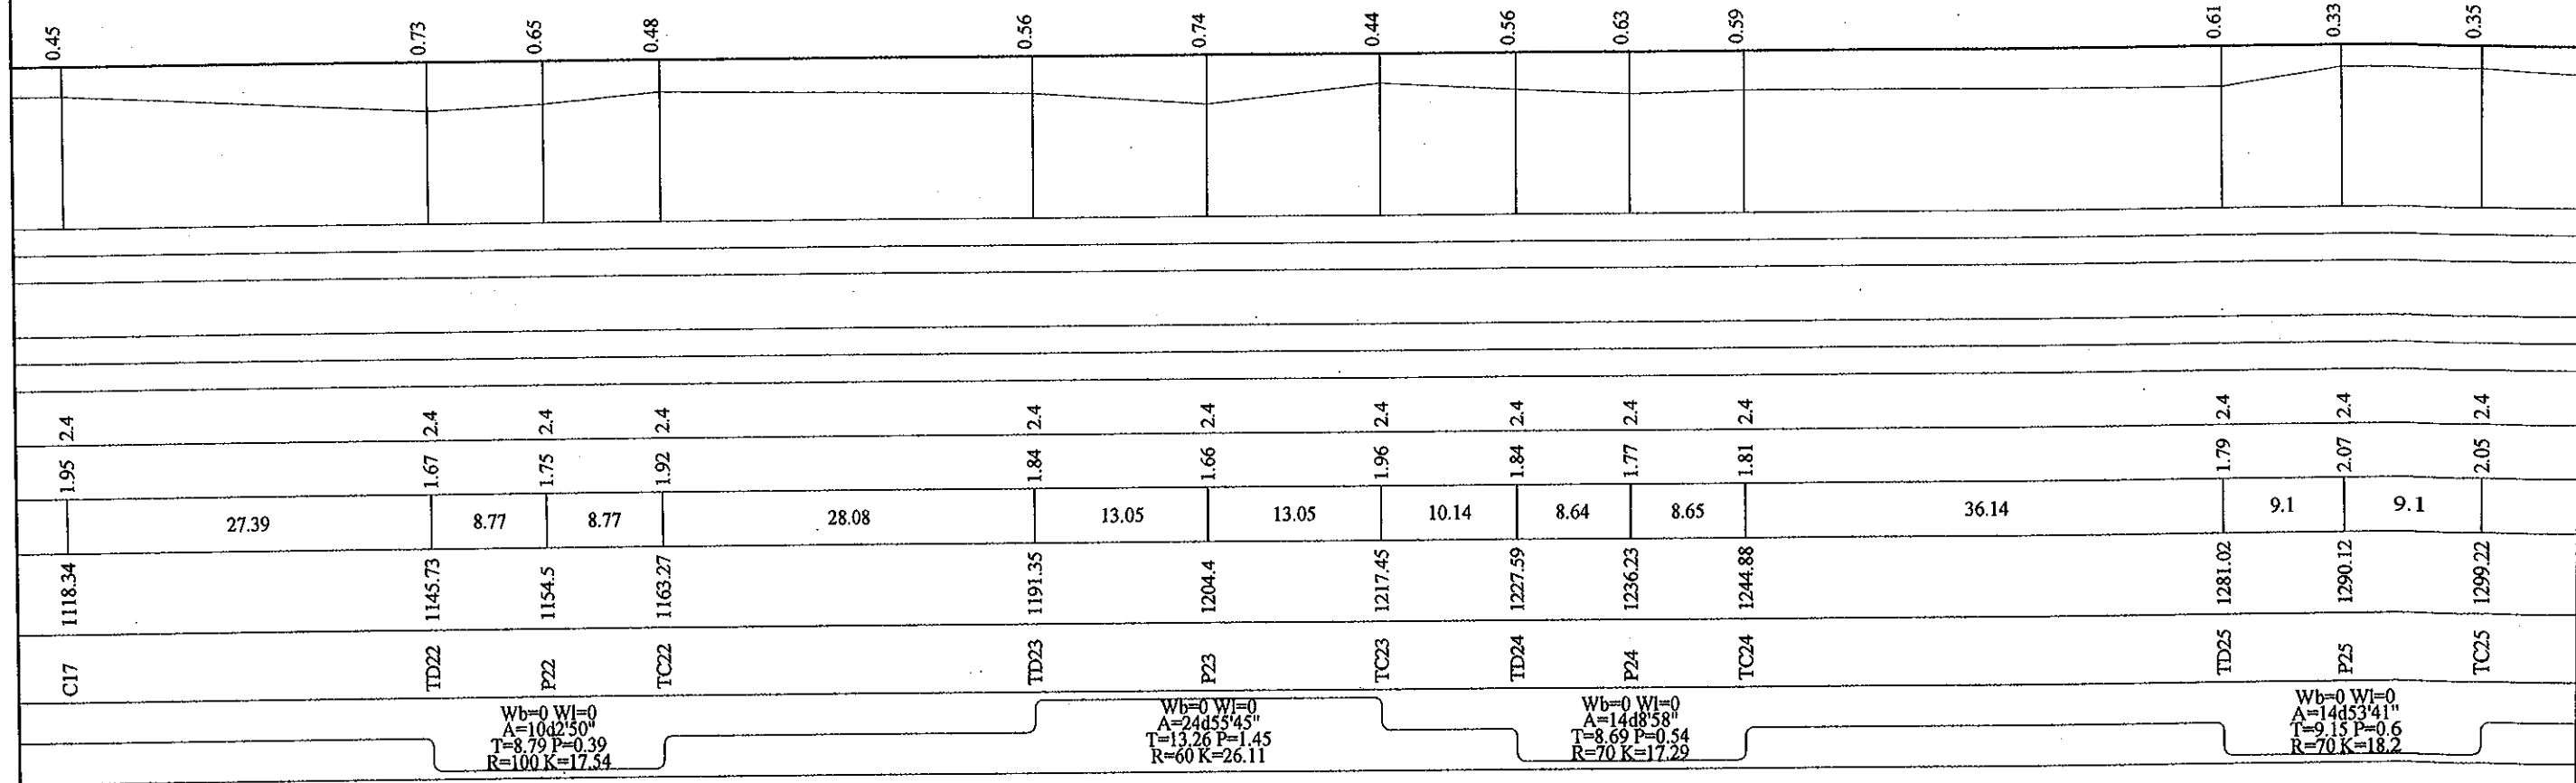 0.45 0.73 0.65 0.48 0.56 0.74 0.44 0.56 0.63 0.59 0.61 0.33 0.35
2.4 2.4 2.4 2.4 2.4 2.4 2.4 2.4 2.4 2.4 2.4 2.4 2.4
1.95 1.67 1.75 1.92 1.84 1.66 1.96 1.84 1.77 1.81 1.79 2.07 2.05
27.39 8.77 8.77 28.08 13.05 13.05 10.14 8.64 8.65 36.14 9.1 9.1
1118.34 1145.73 1154.5 1163.27 1191.35 1204.4 1217.45 1227.59 1236.23 1244.88 1281.02 1290.12 1299.22
C17 TD22 P22 TC22 TD23 P23 TC23 TD24 P24 TC24 TD25 P25 TC25
Wb=0 Wl=0
A=10d2'50"
T=8.79 P=0.39
R=100 K=17.54
Wb=0 Wl=0
A=24d55'45"
T=13.26 P=1.45
R=60 K=26.11
Wb=0 Wl=0
A=14d8'58"
T=8.69 P=0.54
R=70 K=17.29
Wb=0 Wl=0
A=14d53'41"
T=9.15 P=0.6
R=70 K=18.2